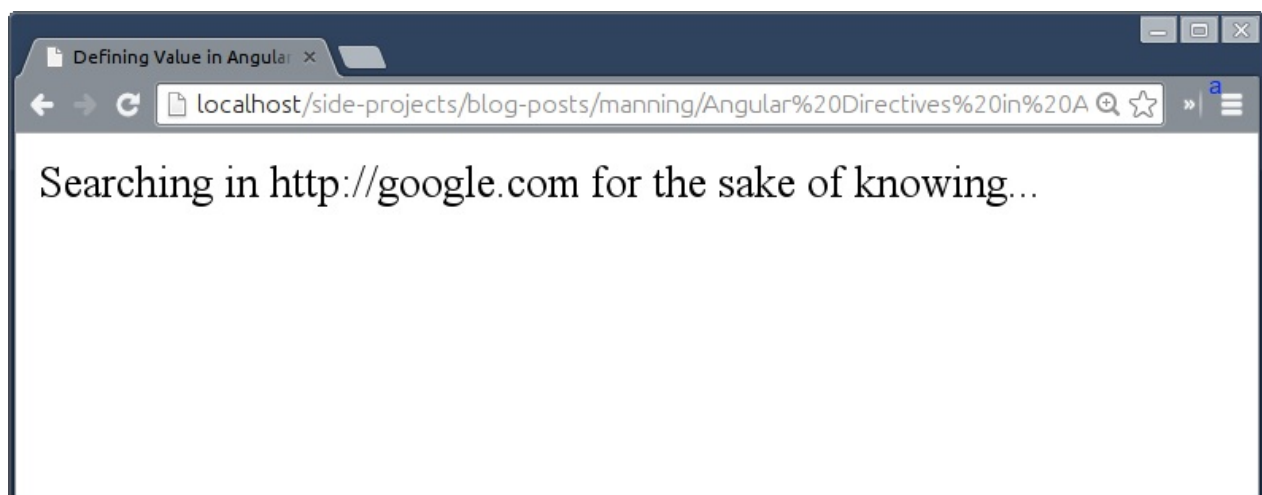 Defining Value in Angular
localhost/side-projects/blog-posts/manning/Angular%20Directives%20in%20A
a
Searching in http://google.com for the sake of knowing...